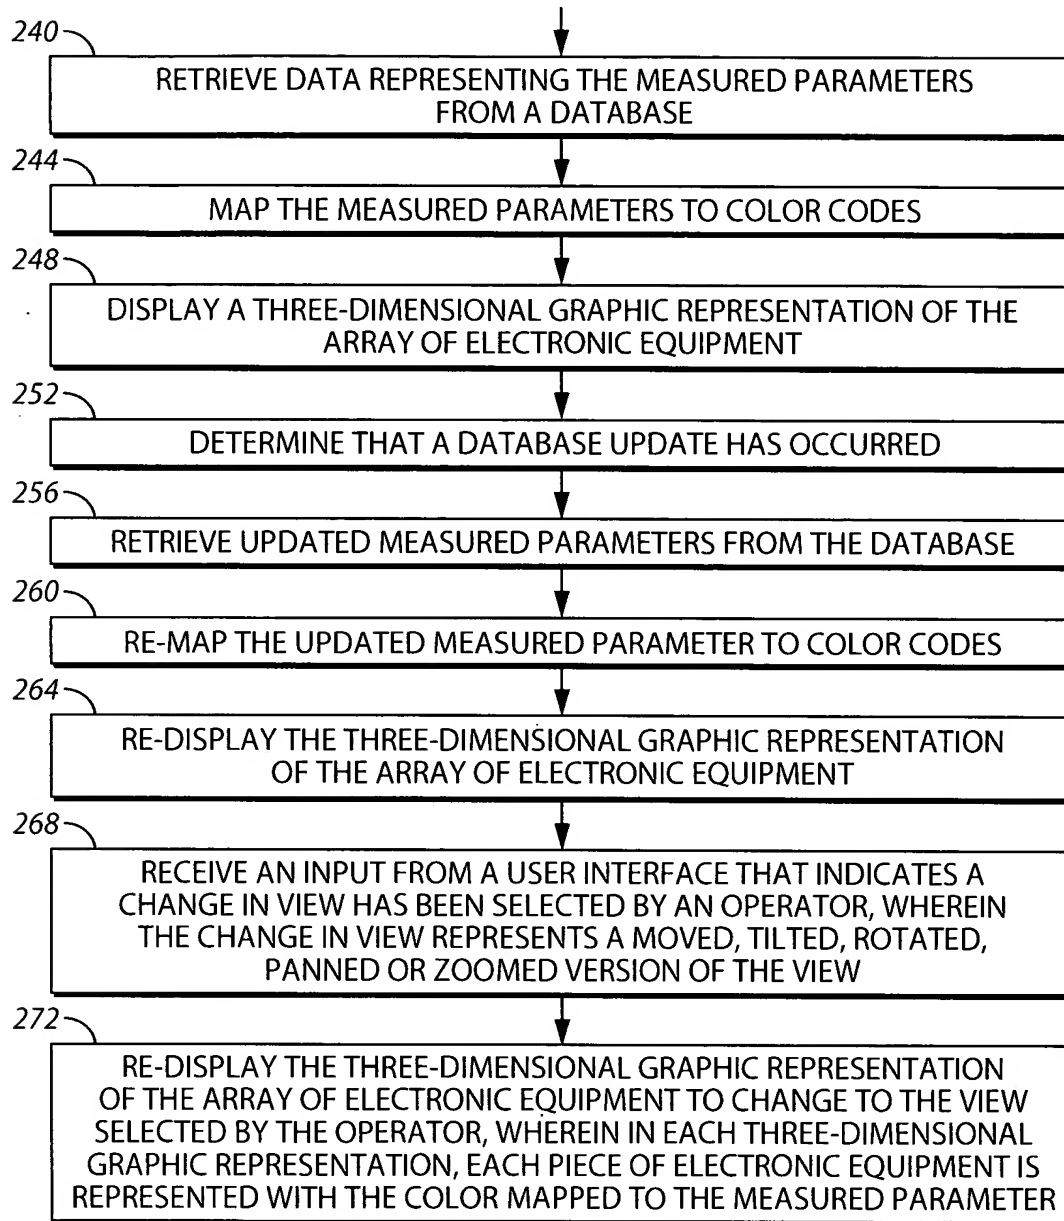 240
RETRIEVE DATA REPRESENTING THE MEASURED PARAMETERS
FROM A DATABASE
244
MAP THE MEASURED PARAMETERS TO COLOR CODES
248
DISPLAY A THREE-DIMENSIONAL GRAPHIC REPRESENTATION OF THE
ARRAY OF ELECTRONIC EQUIPMENT
252
DETERMINE THAT A DATABASE UPDATE HAS OCCURRED
256
RETRIEVE UPDATED MEASURED PARAMETERS FROM THE DATABASE
260
RE-MAP THE UPDATED MEASURED PARAMETER TO COLOR CODES
264
RE-DISPLAY THE THREE-DIMENSIONAL GRAPHIC REPRESENTATION
OF THE ARRAY OF ELECTRONIC EQUIPMENT
268
RECEIVE AN INPUT FROM A USER INTERFACE THAT INDICATES A
CHANGE IN VIEW HAS BEEN SELECTED BY AN OPERATOR, WHEREIN
THE CHANGE IN VIEW REPRESENTS A MOVED, TILTED, ROTATED,
PANNED OR ZOOMED VERSION OF THE VIEW
272
RE-DISPLAY THE THREE-DIMENSIONAL GRAPHIC REPRESENTATION
OF THE ARRAY OF ELECTRONIC EQUIPMENT TO CHANGE TO THE VIEW
SELECTED BY THE OPERATOR, WHEREIN IN EACH THREE-DIMENSIONAL
GRAPHIC REPRESENTATION, EACH PIECE OF ELECTRONIC EQUIPMENT IS
REPRESENTED WITH THE COLOR MAPPED TO THE MEASURED PARAMETER